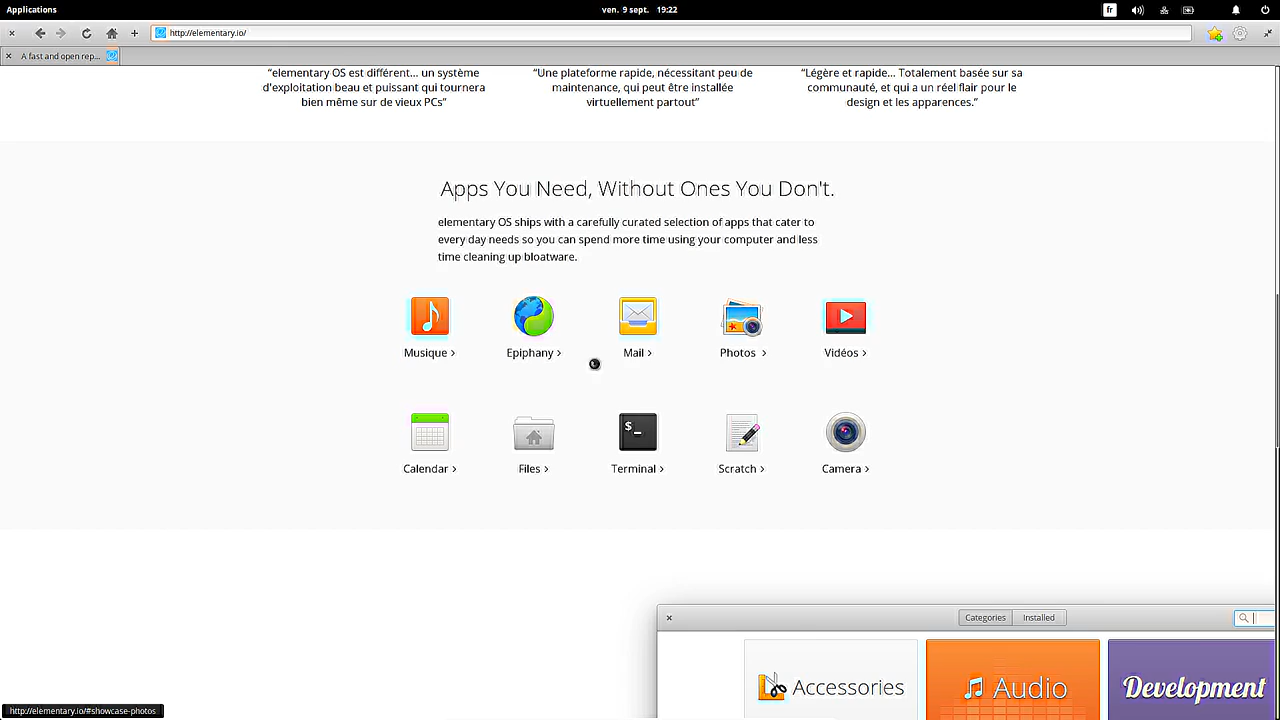 Applications
ven. 9 sept. 19:22
fr
http://elementary.io/
A fast and open rep...
“elementary OS est différent... un système
d'exploitation beau et puissant qui tournera
bien même sur de vieux PCs”
“Une plateforme rapide, nécessitant peu de
maintenance, qui peut être installée
virtuellement partout”
“Légère et rapide... Totalement basée sur sa
communauté, et qui a un réel flair pour le
design et les apparences.”
Apps You Need, Without Ones You Don't.
elementary OS ships with a carefully curated selection of apps that cater to
every day needs so you can spend more time using your computer and less
time cleaning up bloatware.
Musique ›
Epiphany ›
Mail ›
Photos ›
Vidéos ›
$_
Calendar ›
Files ›
Terminal ›
Scratch ›
Camera ›
Categories
Installed
Accessories
Audio
Development
http://elementary.io/#showcase-photos